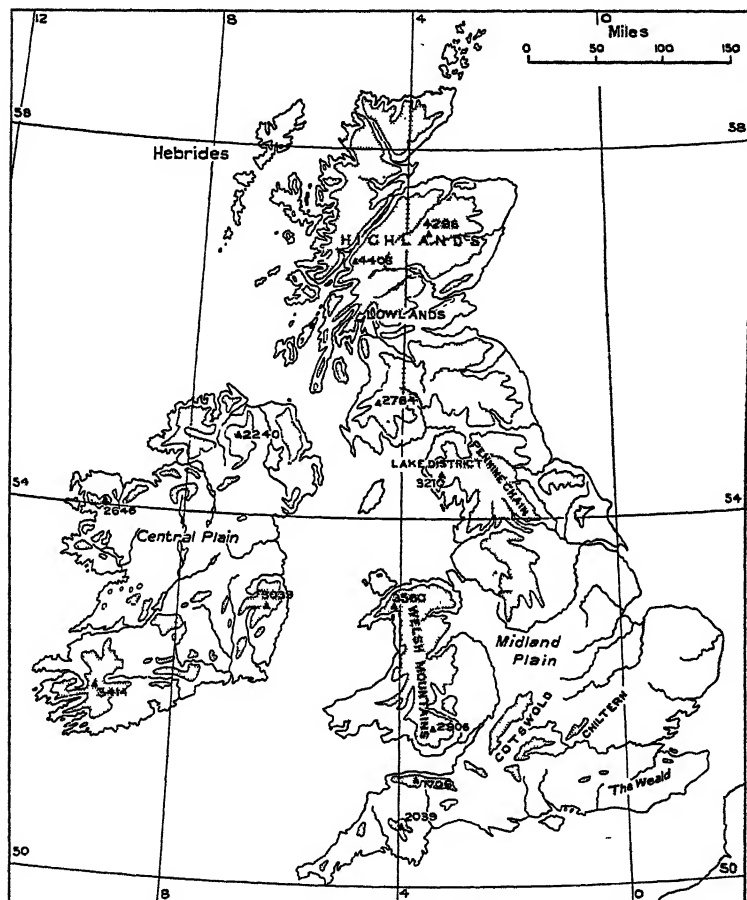 12
8
4
0
Miles
0 50 100 150
58
58
Hebrides
4296
HIGHLANDS
4406
LOWLANDS
2764
2240
LAKE DISTRICT
PENNINE CHAIN
3210
54
54
2646
Central Plain
3039
3560
WELSH MOUNTAINS
Midland
Plain
3414
2906
COTSWOLD
CHILTERN
The Weald
2039
50
50
8
4
0